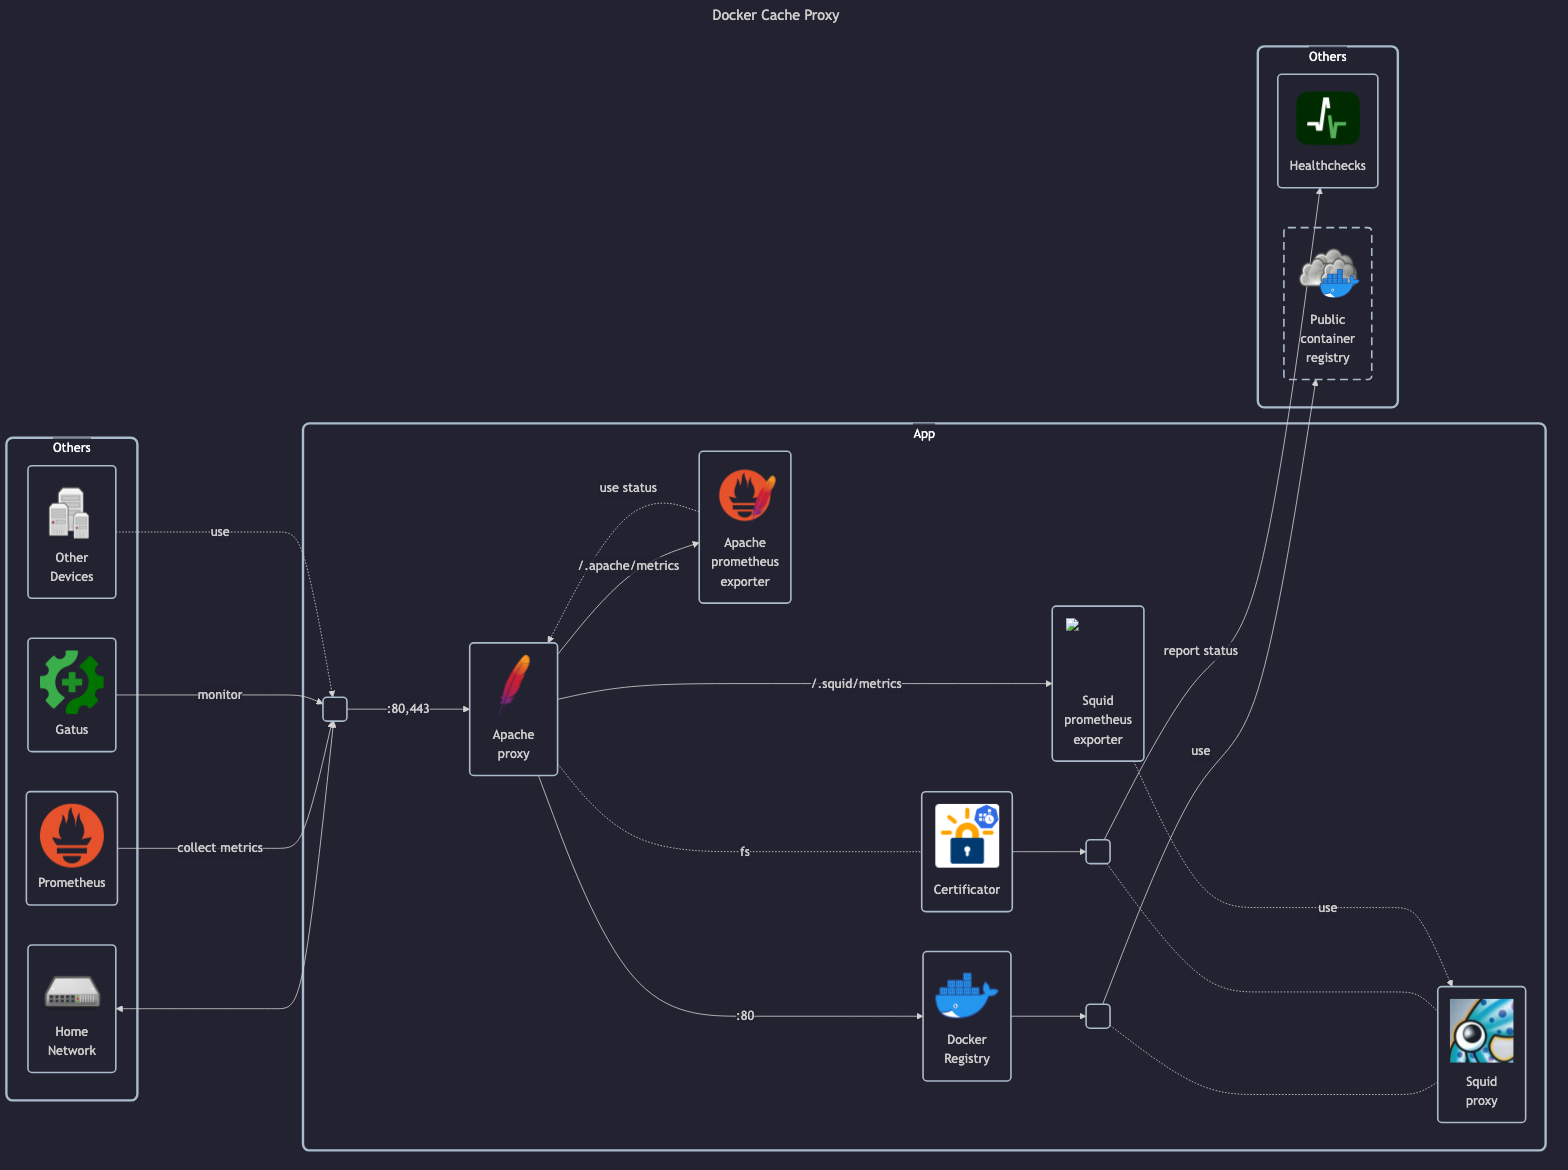 Docker Cache Proxy
Others
Healthchecks
Public
container
registry
App
Others
Other
Devices
use
Gatus
monitor
Prometheus
collect metrics
Home
Network
:80,443
Apache
proxy
use status
/.apache/metrics
Apache
prometheus
exporter
/.squid/metrics
Squid
prometheus
exporter
report status
use
fs
Certificator
use
:80
Docker
Registry
Squid
proxy